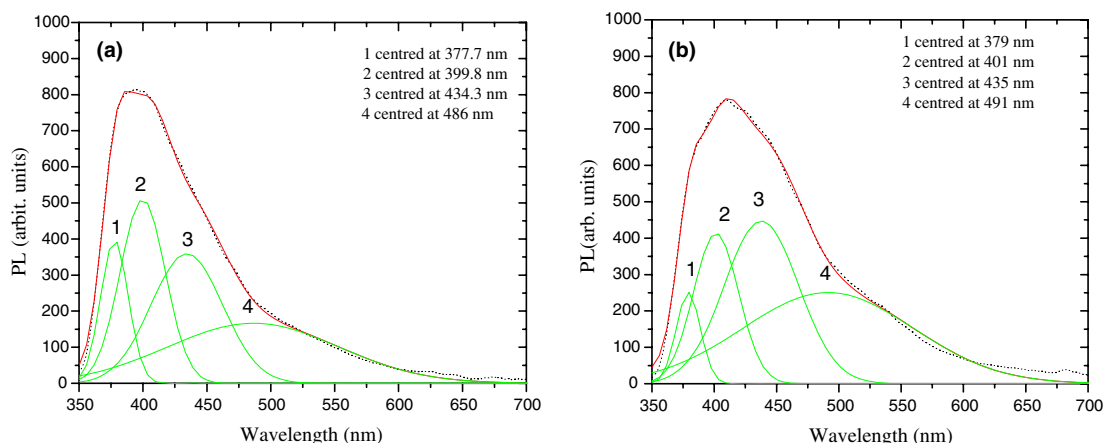 (a)
1 centred at 377.7 nm
2 centred at 399.8 nm
3 centred at 434.3 nm
4 centred at 486 nm
1000
900
800
700
600
500
400
300
200
100
0
PL (arbit. units)
1
2
3
4
350 400 450 500 550 600 650 700
Wavelength (nm)
(b)
1 centred at 379 nm
2 centred at 401 nm
3 centred at 435 nm
4 centred at 491 nm
1000
900
800
700
600
500
400
300
200
100
0
PL(arb. units)
1
2
3
4
350 400 450 500 550 600 650 700
Wavelength (nm)